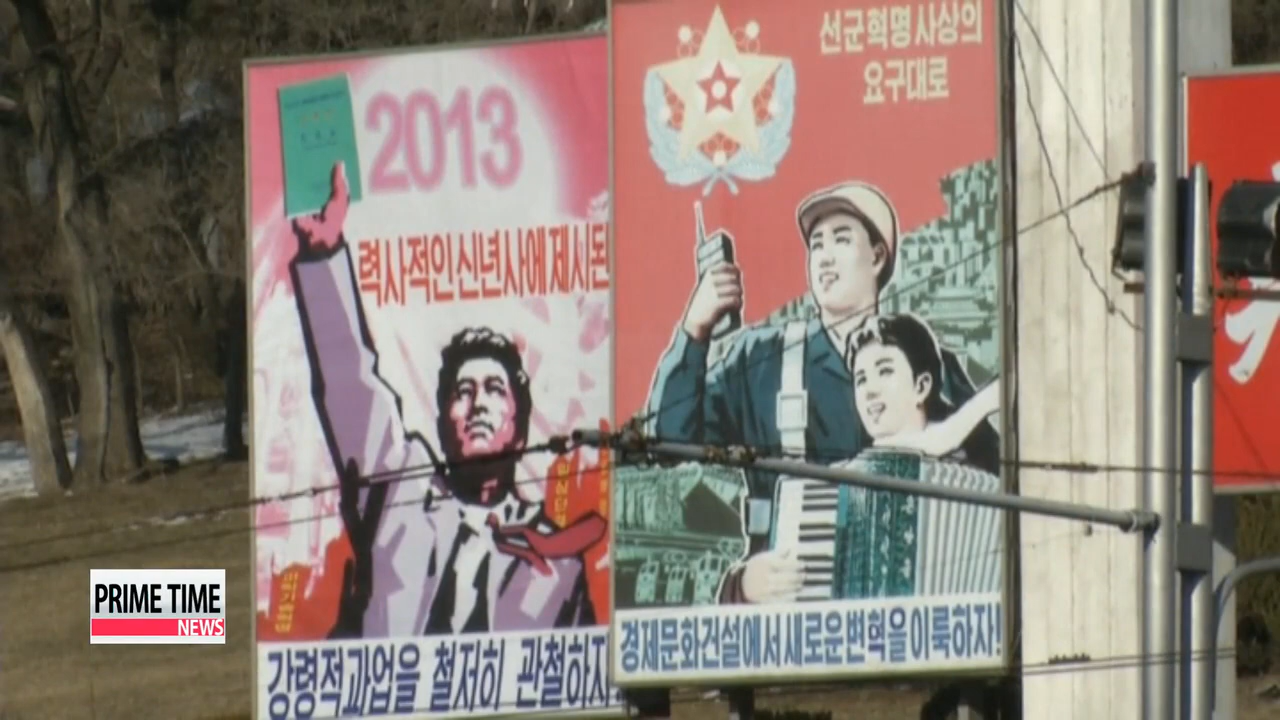 2013
력사적인 신년사에 제시된
강령적과업을 철저히 관철하자
선군혁명사상의
요구대로
경제문화건설에서 새로운 변혁을 이룩하자!
PRIME TIME
NEWS